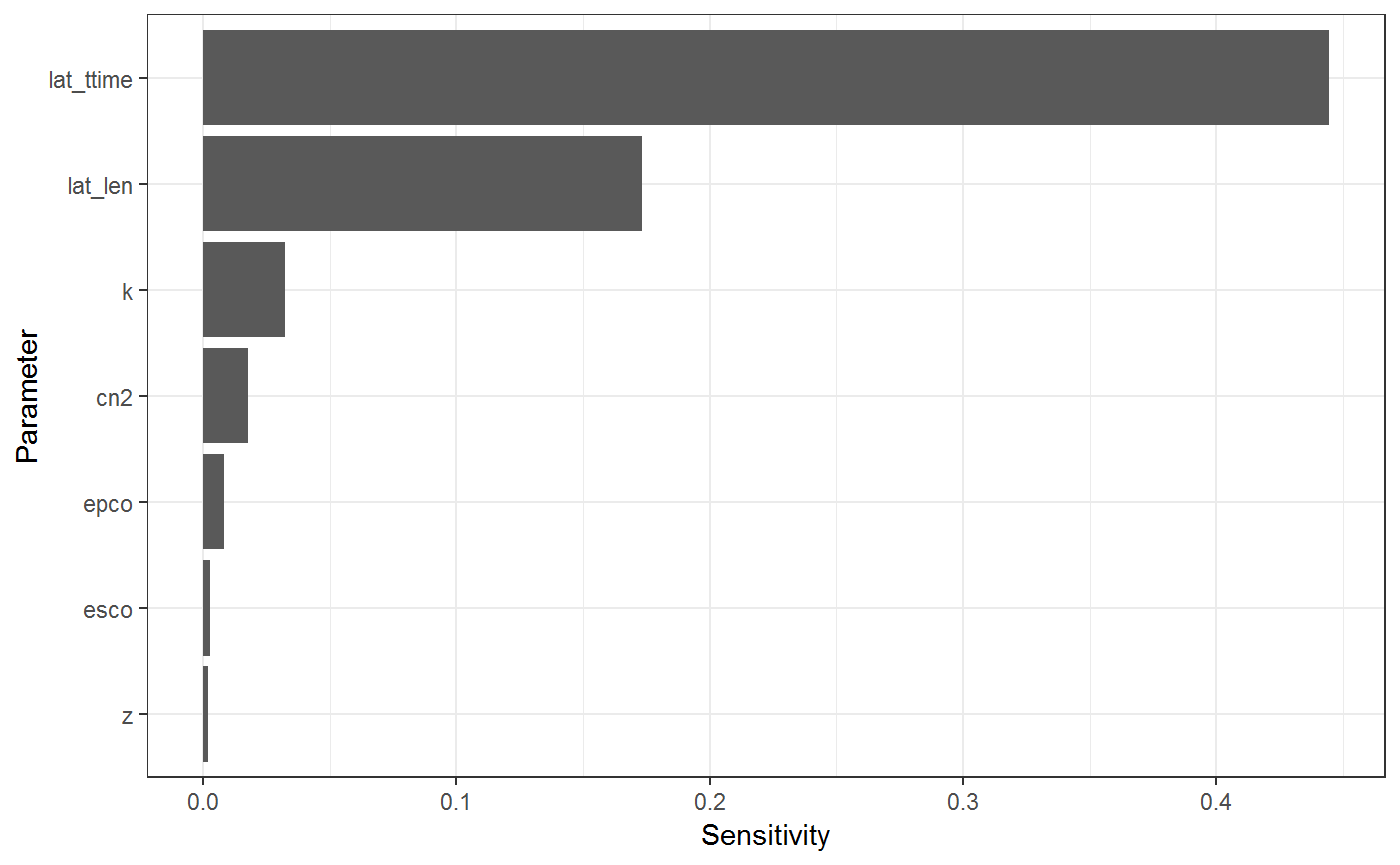 lat_ttime
lat_len
k
cn2
epco
esco
z
Parameter
0.0 0.1 0.2 0.3 0.4
Sensitivity